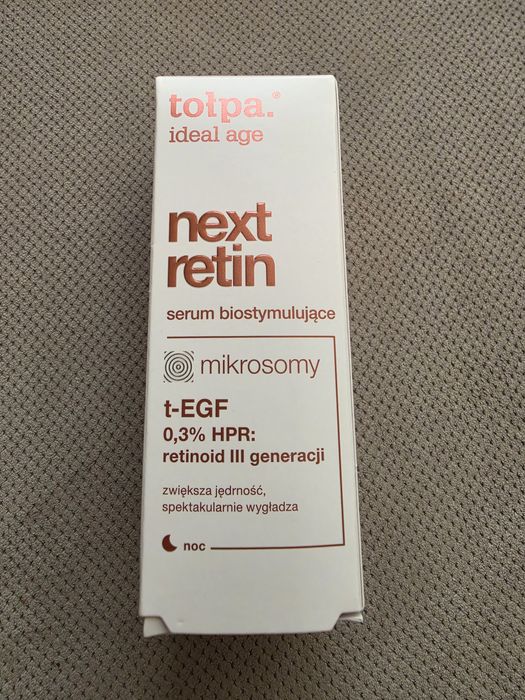 tołpa.®
ideal age
next
retin
serum biostymulujące
mikrosomy
t-EGF
0,3% HPR:
retinoid III generacji
zwiększa jędrność,
spektakularnie wygładza
noc